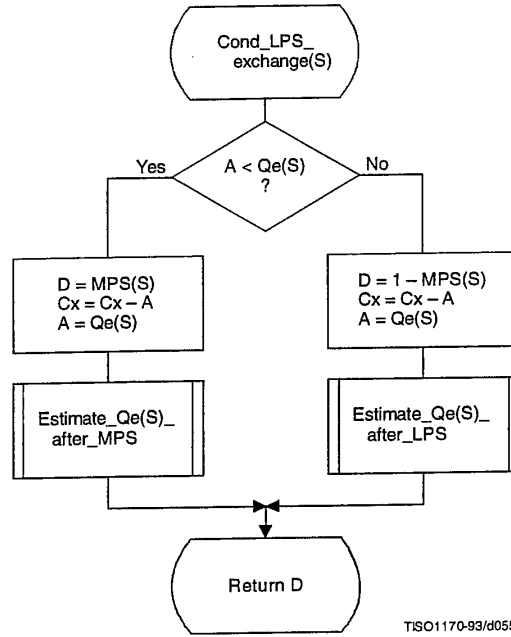 Cond_LPS_
exchange(S)
A < Qe(S)
?
Yes
No
D = MPS(S)
Cx = Cx – A
A = Qe(S)
D = 1 – MPS(S)
Cx = Cx – A
A = Qe(S)
Estimate_Qe(S)_
after_MPS
Estimate_Qe(S)_
after_LPS
Return D
TISO1170-93/d055